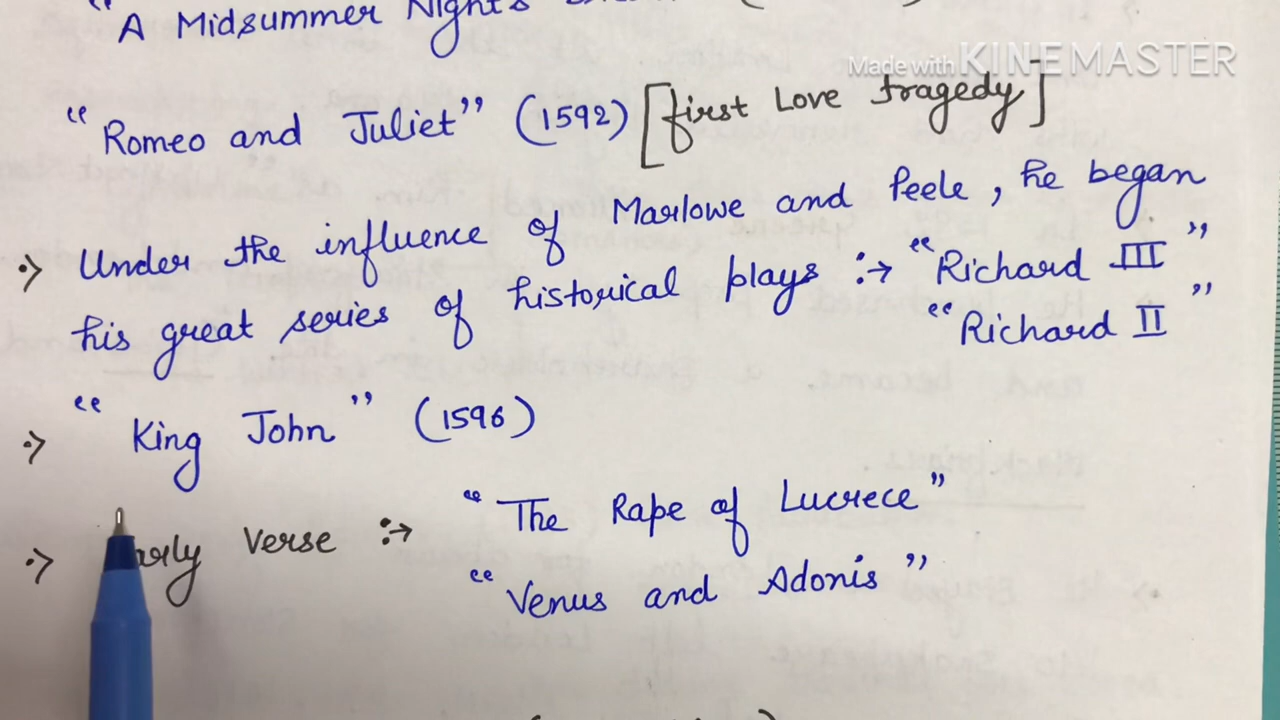 "A Midsummer Night's
Made with KINEMASTER
"Romeo and Juliet" (1592) [first Love tragedy]
Under the influence of Marlowe and Peele, he began
his great series of historical plays :→ "Richard III"
"Richard II"
"King John" (1596)
Early Verse :→ "The Rape of Lucrece"
"Venus and Adonis"